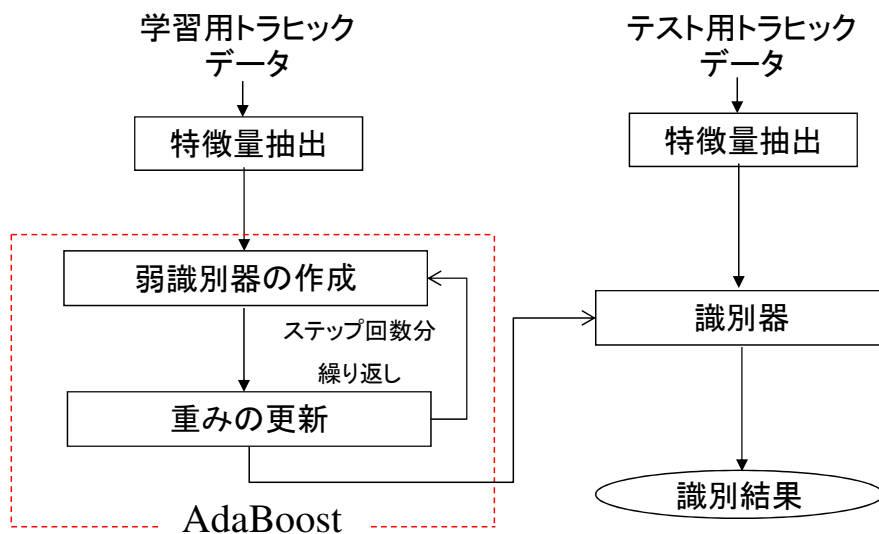 学習用トラヒック
データ
特徴量抽出
弱識別器の作成
ステップ回数分
繰り返し
重みの更新
AdaBoost
テスト用トラヒック
データ
特徴量抽出
識別器
識別結果